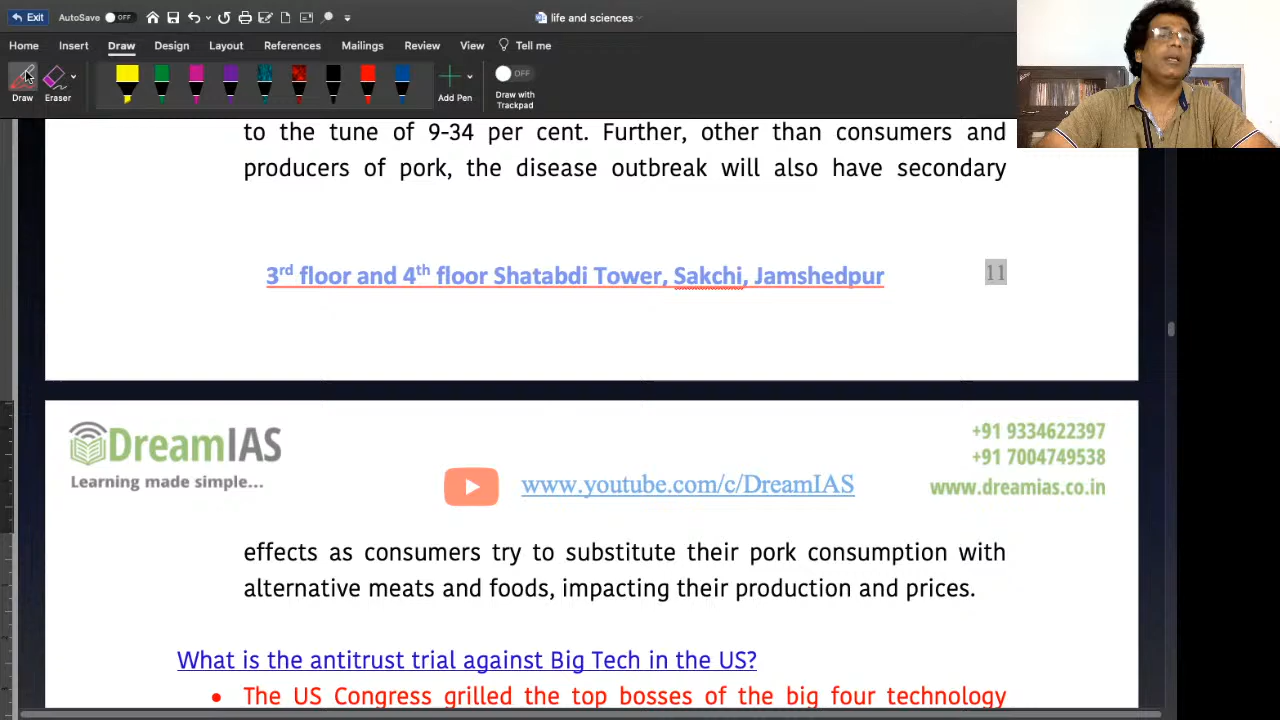 Exit
AutoSave OFF
life and sciences
Home Insert Draw Design Layout References Mailings Review View Tell me
Draw Eraser Add Pen OFF Draw with Trackpad
to the tune of 9-34 per cent. Further, other than consumers and
producers of pork, the disease outbreak will also have secondary
3rd floor and 4th floor Shatabdi Tower, Sakchi, Jamshedpur 11
DreamIAS
Learning made simple...
www.youtube.com/c/DreamIAS
+91 9334622397
+91 7004749538
www.dreamias.co.in
effects as consumers try to substitute their pork consumption with
alternative meats and foods, impacting their production and prices.
What is the antitrust trial against Big Tech in the US?
• The US Congress grilled the top bosses of the big four technology